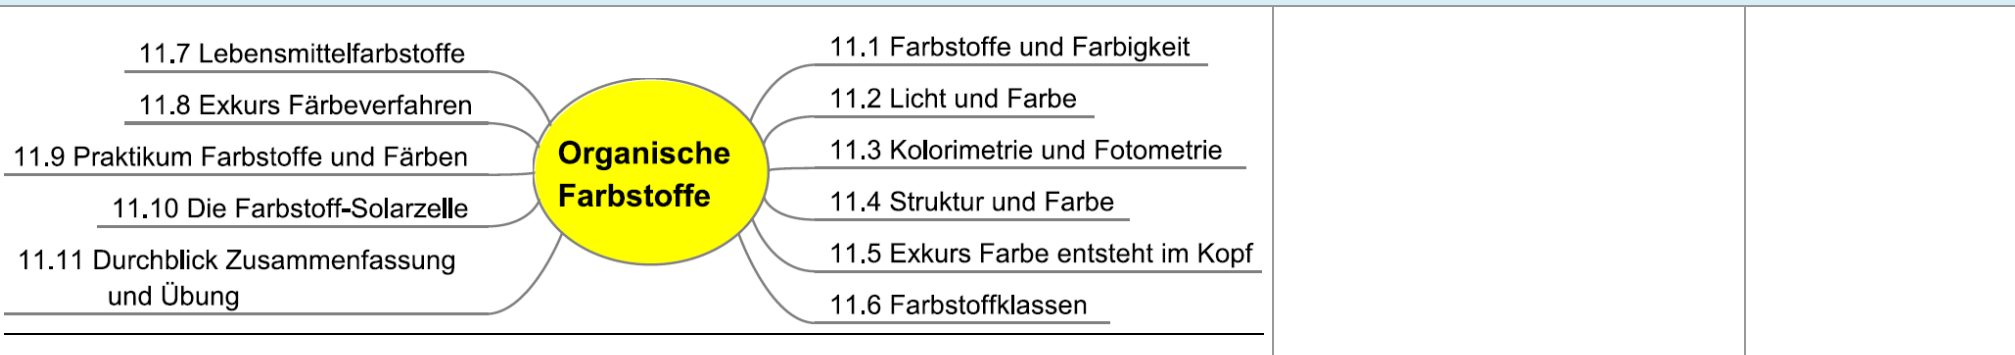 11.7 Lebensmittelfarbstoffe
11.8 Exkurs Färbeverfahren
11.9 Praktikum Farbstoffe und Färben
11.10 Die Farbstoff-Solarzelle
11.11 Durchblick Zusammenfassung
und Übung
Organische
Farbstoffe
11.1 Farbstoffe und Farbigkeit
11.2 Licht und Farbe
11.3 Kolorimetrie und Fotometrie
11.4 Struktur und Farbe
11.5 Exkurs Farbe entsteht im Kopf
11.6 Farbstoffklassen